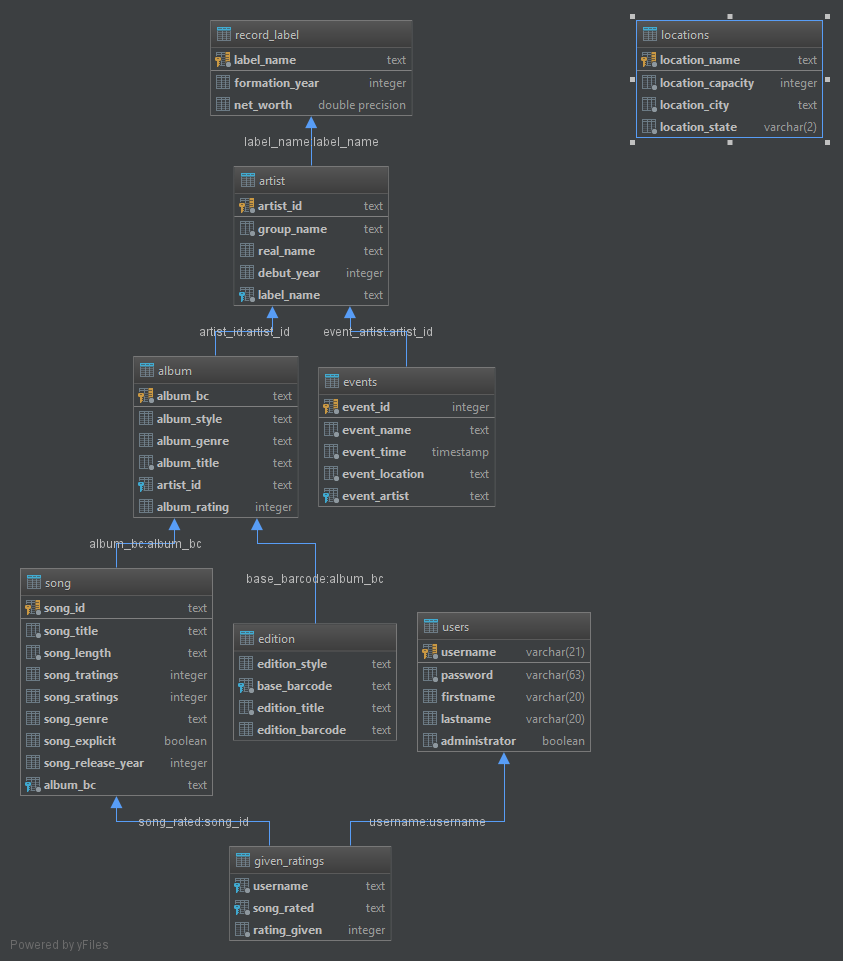 record_label
label_name text
formation_year integer
net_worth double precision
locations
location_name text
location_capacity integer
location_city text
location_state varchar(2)
label_name:label_name
artist
artist_id text
group_name text
real_name text
debut_year integer
label_name text
artist_id:artist_id
event_artist:artist_id
album
album_bc text
album_style text
album_genre text
album_title text
artist_id text
album_rating integer
events
event_id integer
event_name text
event_time timestamp
event_location text
event_artist text
album_bc:album_bc
base_barcode:album_bc
song
song_id text
song_title text
song_length text
song_tratings integer
song_sratings integer
song_genre text
song_explicit boolean
song_release_year integer
album_bc text
edition
edition_style text
base_barcode text
edition_title text
edition_barcode text
users
username varchar(21)
password varchar(63)
firstname varchar(20)
lastname varchar(20)
administrator boolean
song_rated:song_id
username:username
given_ratings
username text
song_rated text
rating_given integer
Powered by yFiles